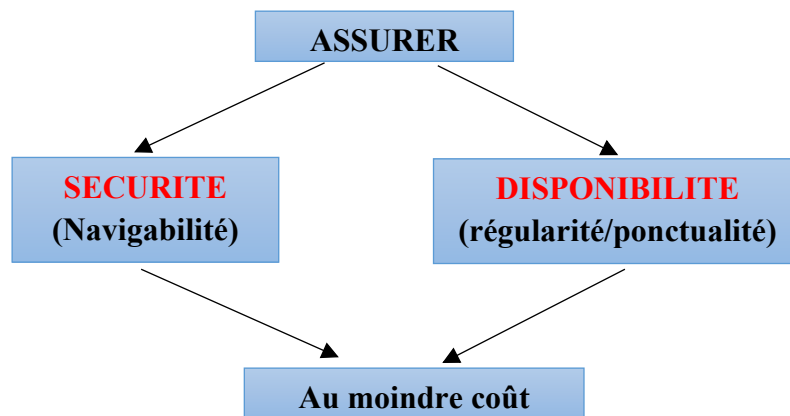 ASSURER
SECURITE
(Navigabilité)
DISPONIBILITE
(régularité/ponctualité)
Au moindre coût